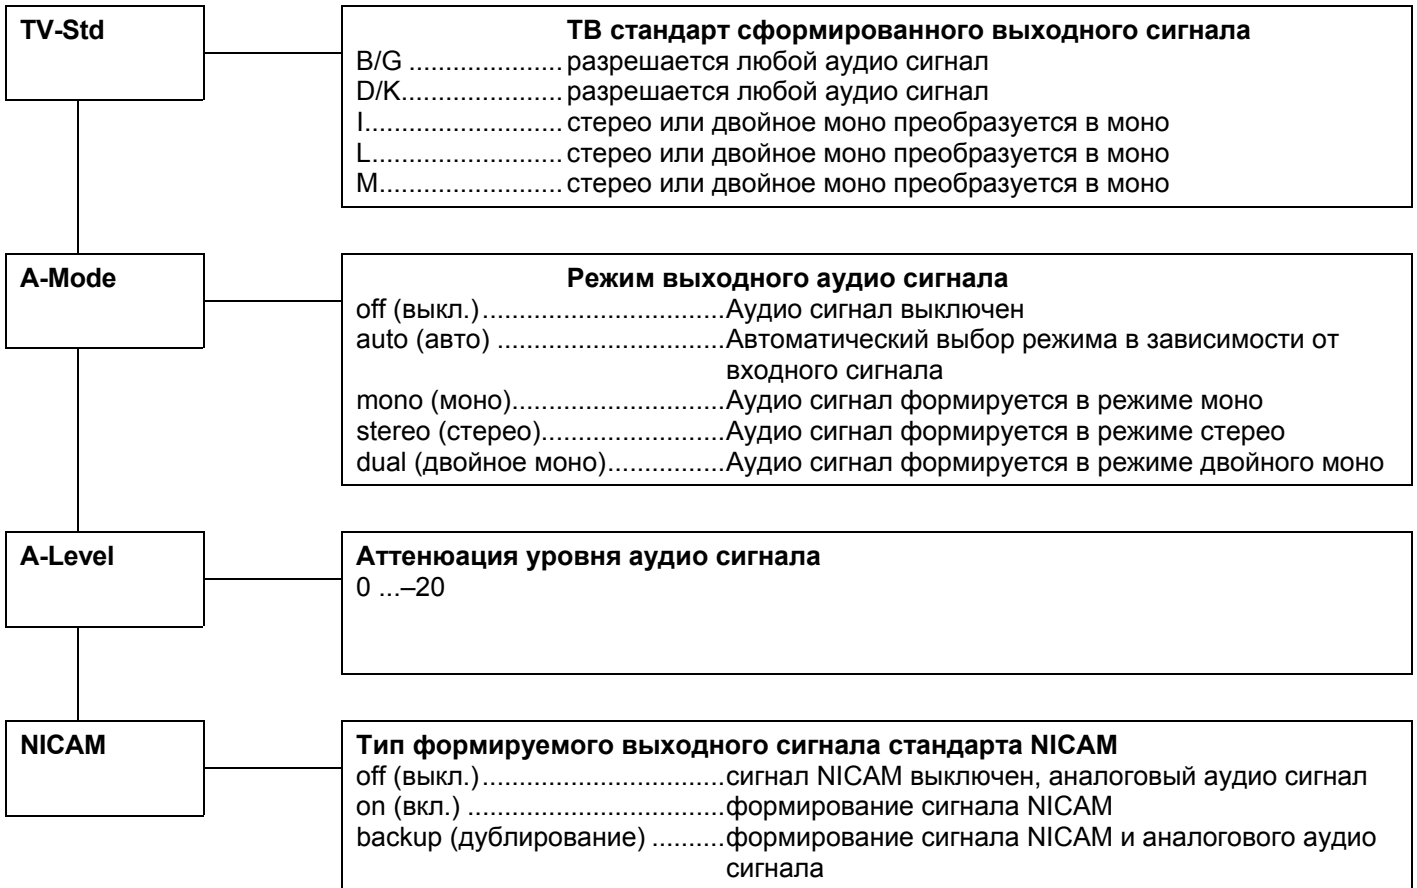 TV-Std
ТВ стандарт сформированного выходного сигнала
B/G ..................... разрешается любой аудио сигнал
D/K...................... разрешается любой аудио сигнал
I........................... стерео или двойное моно преобразуется в моно
L.......................... стерео или двойное моно преобразуется в моно
M......................... стерео или двойное моно преобразуется в моно
A-Mode
Режим выходного аудио сигнала
off (выкл.).................................Аудио сигнал выключен
auto (авто) ...............................Автоматический выбор режима в зависимости от
входного сигнала
mono (моно).............................Аудио сигнал формируется в режиме моно
stereo (стерео).........................Аудио сигнал формируется в режиме стерео
dual (двойное моно)................Аудио сигнал формируется в режиме двойного моно
A-Level
Аттенюация уровня аудио сигнала
0 ...–20
NICAM
Тип формируемого выходного сигнала стандарта NICAM
off (выкл.).................................сигнал NICAM выключен, аналоговый аудио сигнал
on (вкл.) ...................................формирование сигнала NICAM
backup (дублирование) ..........формирование сигнала NICAM и аналогового аудио
сигнала